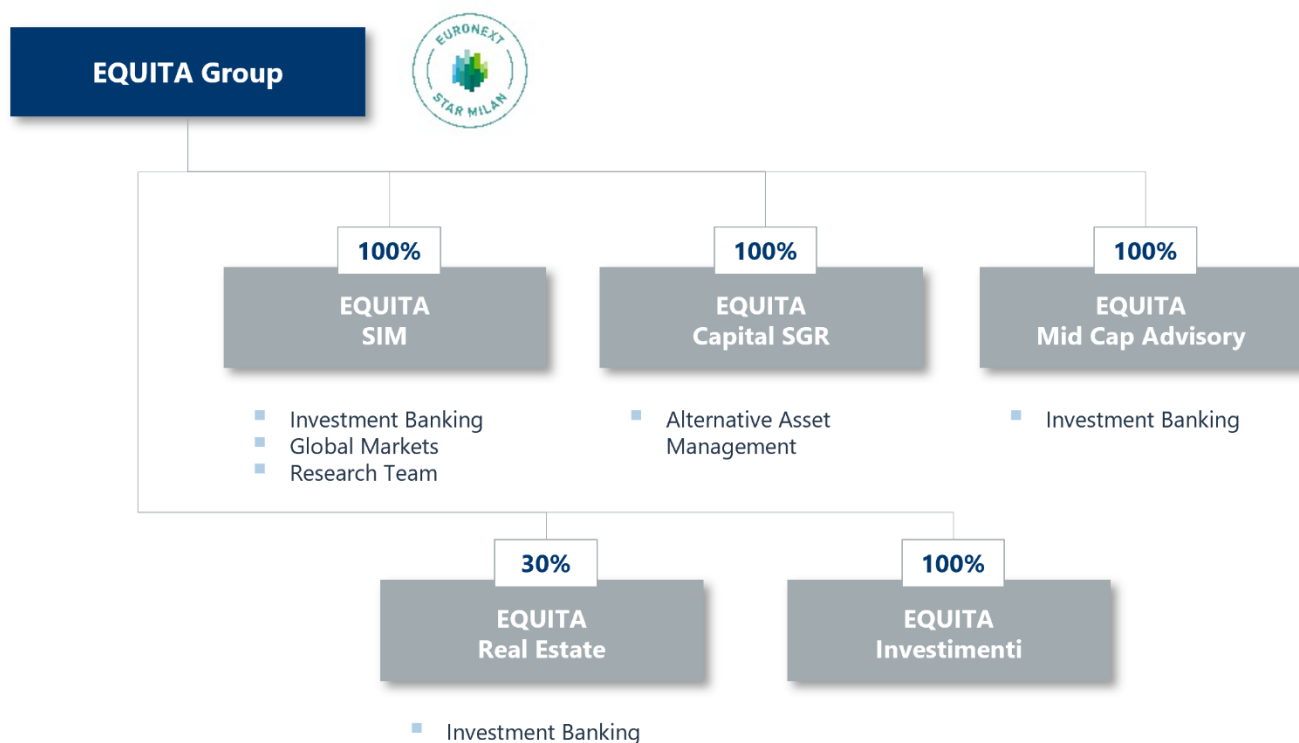 EQUITA Group
EURONEXT
STAR MILAN
100%
100%
100%
EQUITA
SIM
EQUITA
Capital SGR
EQUITA
Mid Cap Advisory
Investment Banking
Global Markets
Research Team
Alternative Asset
Management
Investment Banking
30%
100%
EQUITA
Real Estate
EQUITA
Investimenti
Investment Banking